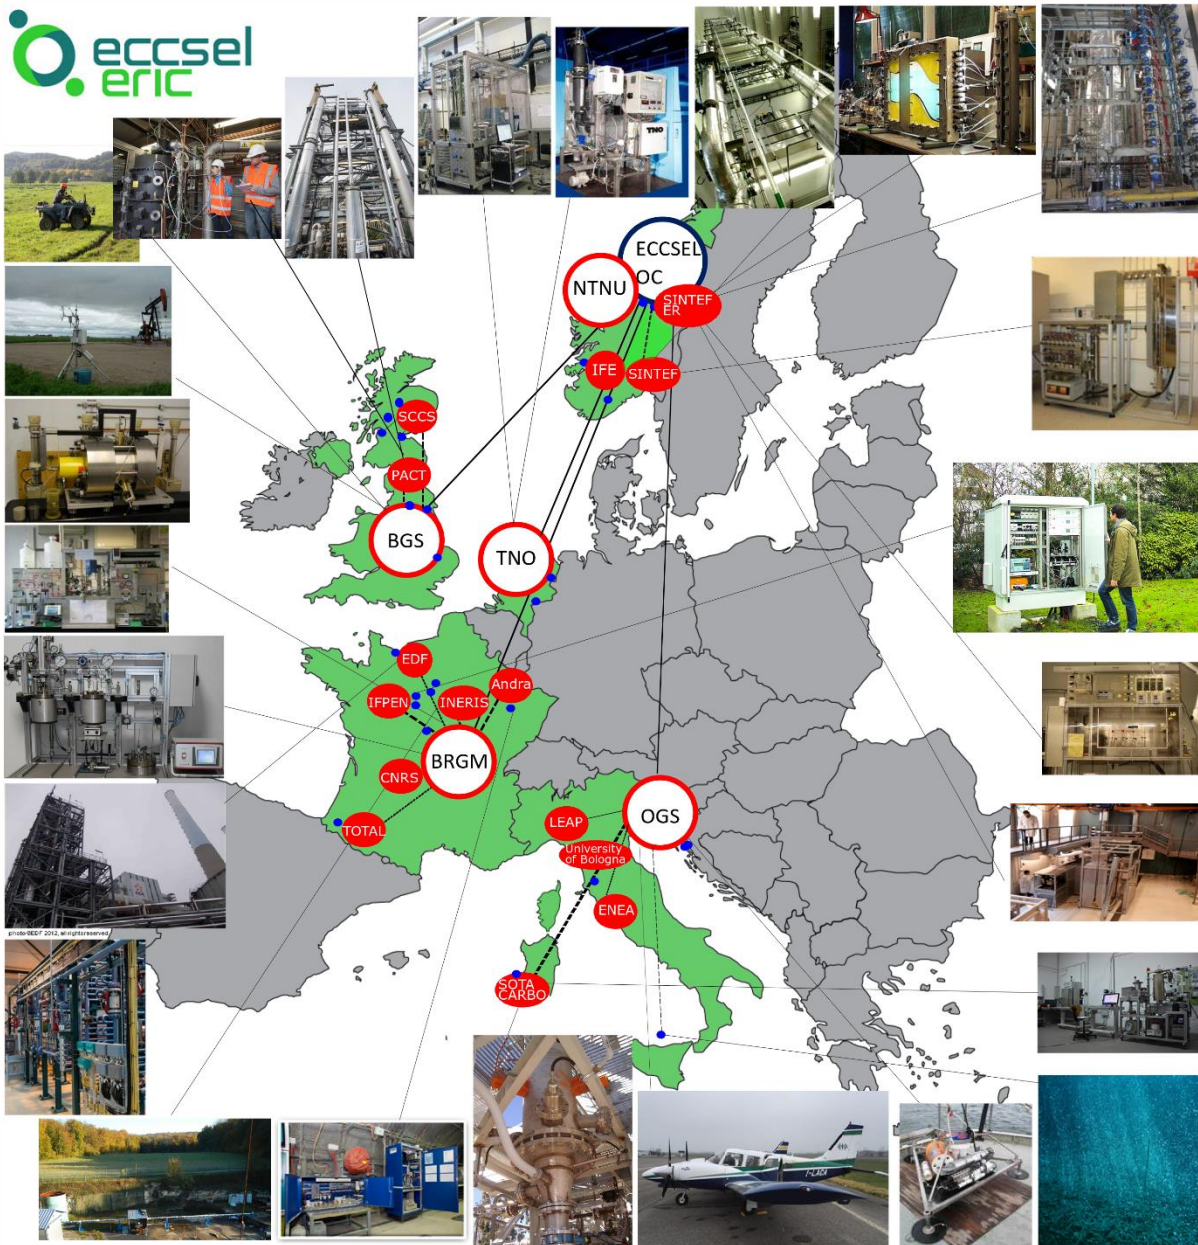 eccsel
eric
TNO
ECCSEL
OC
NTNU
SINTEF
ER
IFE
SINTEF
SCCS
PACT
BGS
TNO
EDF
Andra
IFPEN
INERIS
BRGM
CNRS
TOTAL
OGS
LEAP
University
of Bologna
ENEA
SOTA
CARBO
photo©EDF 2012, all rights reserved